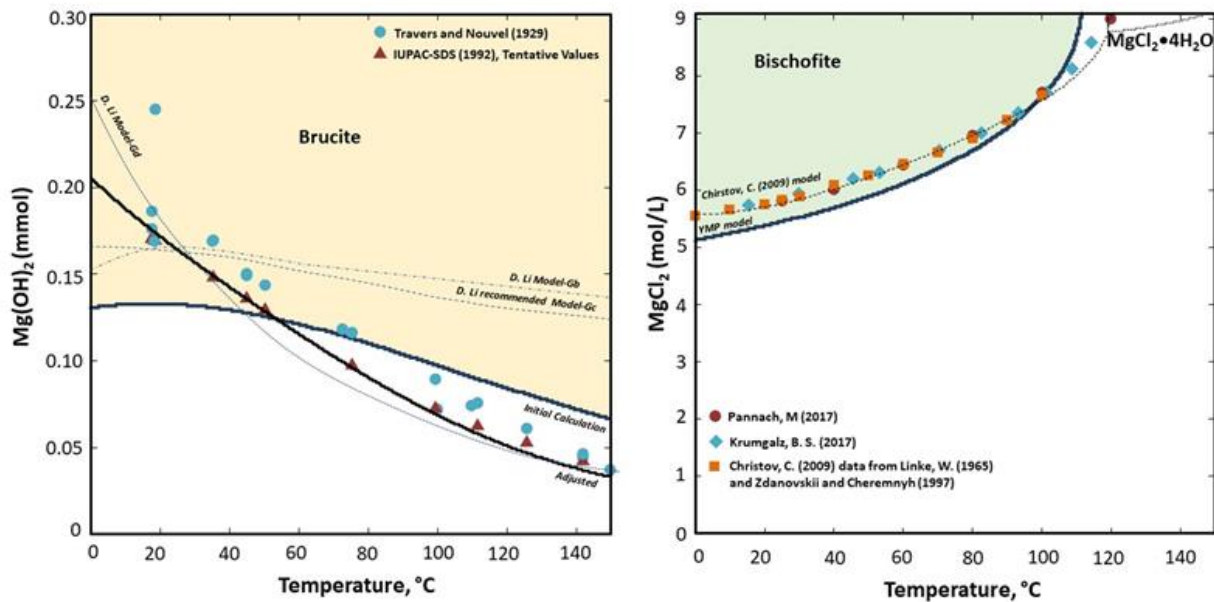 0.30
0.25
0.20
0.15
0.10
0.05
0
Mg(OH)₂ (mmol)
Travers and Nouvel (1929)
IUPAC-SDS (1992), Tentative Values
D. Li Model-Gd
Brucite
D. Li Model-Gb
D. Li recommended Model-Gc
Initial Calculation
Adjusted
0 20 40 60 80 100 120 140
Temperature, °C
9
8
7
6
5
4
3
2
1
0
MgCl₂ (mol/L)
Bischofite
MgCl₂•4H₂O
Chirstov, C. (2009) model
YMP model
Pannach, M (2017)
Krumgalz, B. S. (2017)
Christov, C. (2009) data from Linke, W. (1965)
and Zdanovskii and Cheremnyh (1997)
0 20 40 60 80 100 120 140
Temperature, °C